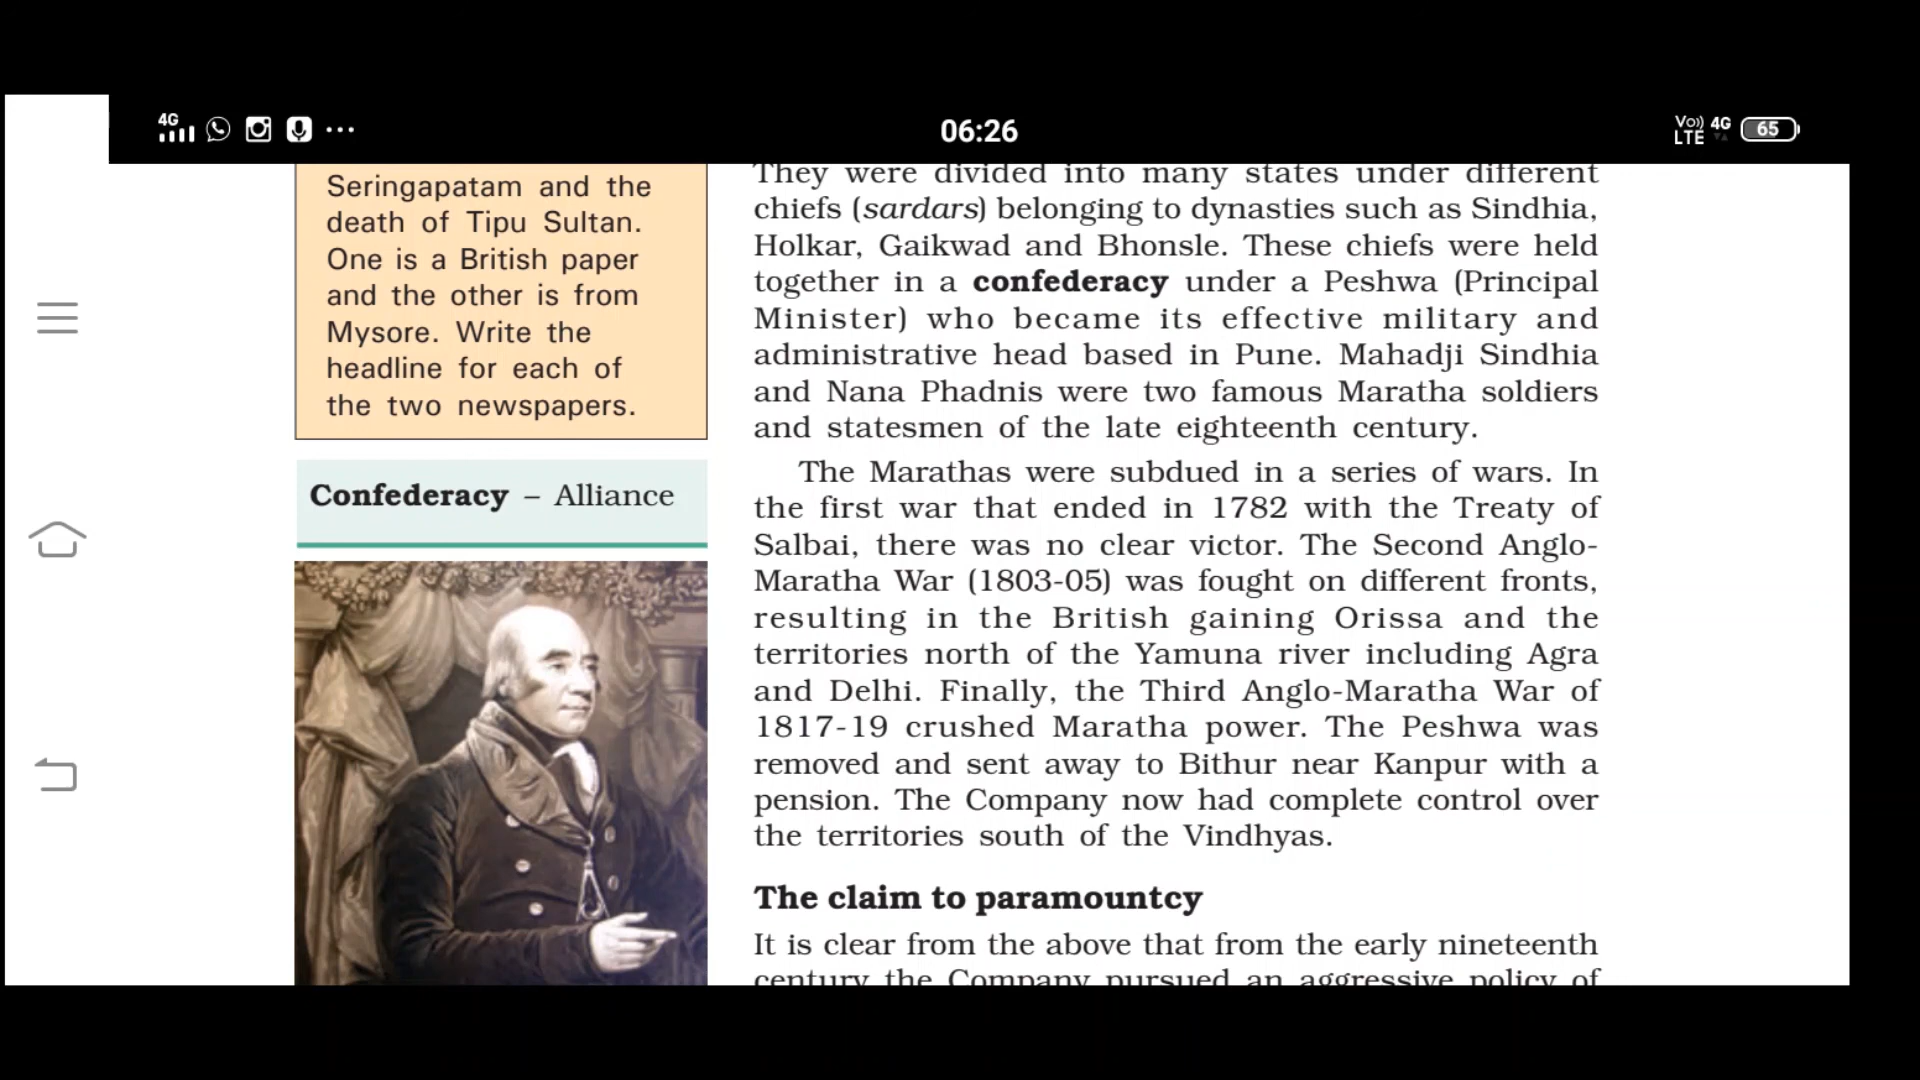 4G
06:26
Vo)) LTE 4G 65
Seringapatam and the
death of Tipu Sultan.
One is a British paper
and the other is from
Mysore. Write the
headline for each of
the two newspapers.
Confederacy – Alliance
They were divided into many states under different
chiefs (sardars) belonging to dynasties such as Sindhia,
Holkar, Gaikwad and Bhonsle. These chiefs were held
together in a confederacy under a Peshwa (Principal
Minister) who became its effective military and
administrative head based in Pune. Mahadji Sindhia
and Nana Phadnis were two famous Maratha soldiers
and statesmen of the late eighteenth century.
The Marathas were subdued in a series of wars. In
the first war that ended in 1782 with the Treaty of
Salbai, there was no clear victor. The Second Anglo-
Maratha War (1803-05) was fought on different fronts,
resulting in the British gaining Orissa and the
territories north of the Yamuna river including Agra
and Delhi. Finally, the Third Anglo-Maratha War of
1817-19 crushed Maratha power. The Peshwa was
removed and sent away to Bithur near Kanpur with a
pension. The Company now had complete control over
the territories south of the Vindhyas.
The claim to paramountcy
It is clear from the above that from the early nineteenth
century the Company pursued an aggressive policy of